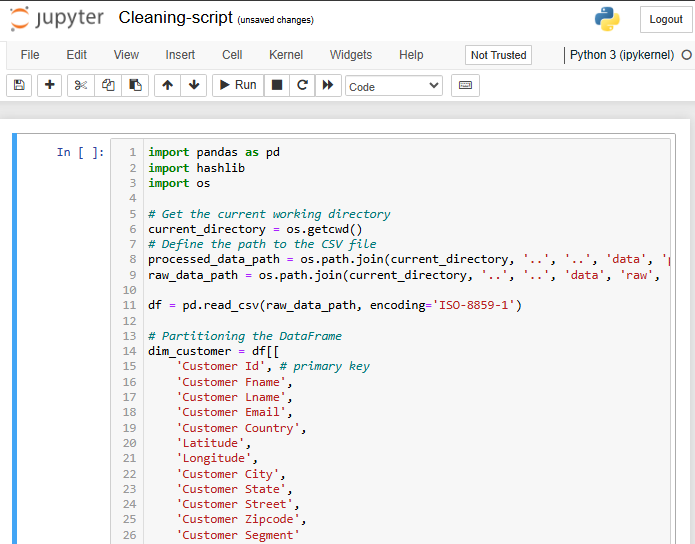 jupyter Cleaning-script (unsaved changes) Logout
File Edit View Insert Cell Kernel Widgets Help Not Trusted Python 3 (ipykernel)
Run Code
In [ ]:
1 import pandas as pd
2 import hashlib
3 import os
4
5 # Get the current working directory
6 current_directory = os.getcwd()
7 # Define the path to the CSV file
8 processed_data_path = os.path.join(current_directory, '..', '..', 'data', '
9 raw_data_path = os.path.join(current_directory, '..', '..', 'data', 'raw',
10
11 df = pd.read_csv(raw_data_path, encoding='ISO-8859-1')
12
13 # Partitioning the DataFrame
14 dim_customer = df[[
15 'Customer Id', # primary key
16 'Customer Fname',
17 'Customer Lname',
18 'Customer Email',
19 'Customer Country',
20 'Latitude',
21 'Longitude',
22 'Customer City',
23 'Customer State',
24 'Customer Street',
25 'Customer Zipcode',
26 'Customer Segment'